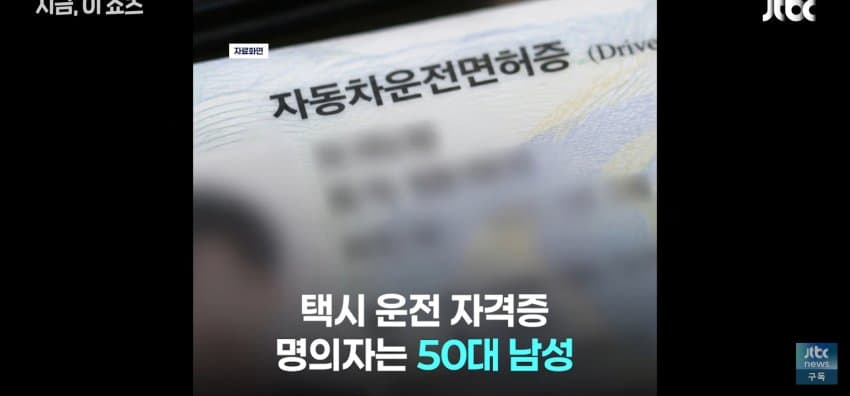 지금, 이 쇼츠
jtbc
자료화면
자동차운전면허증 (Drive
택시 운전 자격증
명의자는 50대 남성
jtbc
news
구독